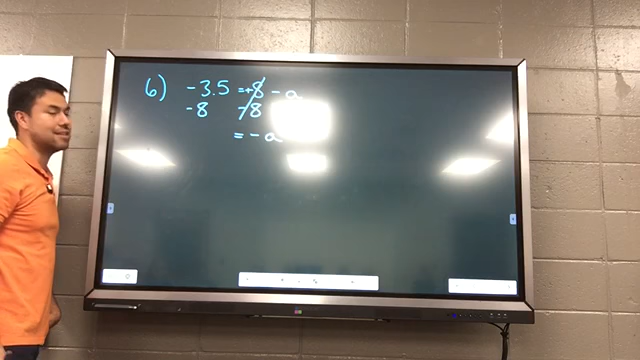 6) -3.5 = +8 - a
-8 -8
= - a